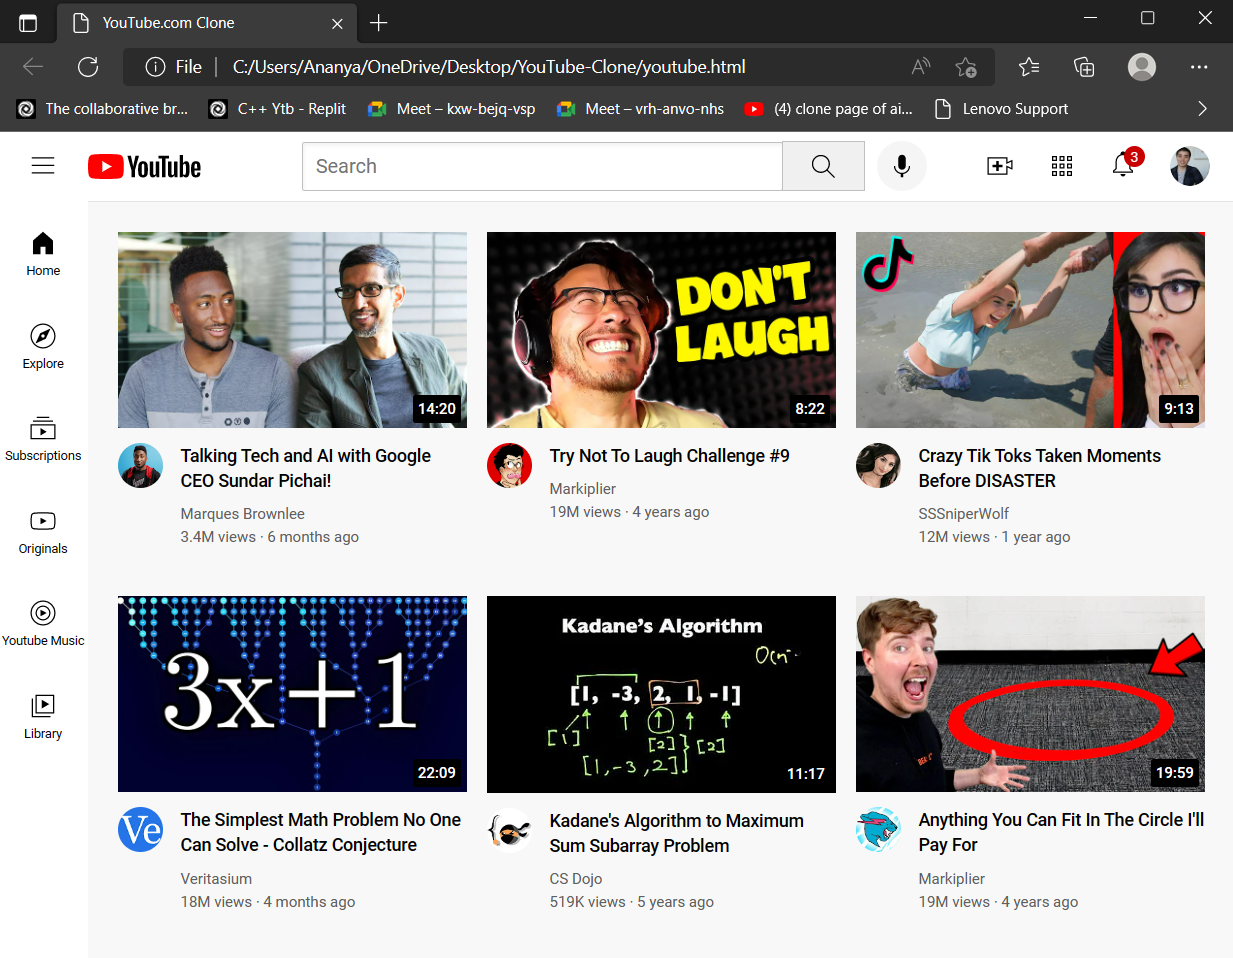 YouTube.com Clone
File
C:/Users/Ananya/OneDrive/Desktop/YouTube-Clone/youtube.html
The collaborative br...
C++ Ytb - Replit
Meet – kxw-bejq-vsp
Meet – vrh-anvo-nhs
(4) clone page of ai...
Lenovo Support
YouTube
Search
3
Home
Explore
Subscriptions
Originals
Youtube Music
Library
14:20
Talking Tech and AI with Google
CEO Sundar Pichai!
Marques Brownlee
3.4M views · 6 months ago
DON'T
LAUGH
8:22
Try Not To Laugh Challenge #9
Markiplier
19M views · 4 years ago
9:13
Crazy Tik Toks Taken Moments
Before DISASTER
SSSniperWolf
12M views · 1 year ago
3x+1
22:09
Ve
The Simplest Math Problem No One
Can Solve - Collatz Conjecture
Veritasium
18M views · 4 months ago
Kadane's Algorithm
[1, -3, 2, 1, -1]
[1] [2] [2]
[1,-3,2]
11:17
Kadane's Algorithm to Maximum
Sum Subarray Problem
CS Dojo
519K views · 5 years ago
19:59
Anything You Can Fit In The Circle I'll
Pay For
Markiplier
19M views · 4 years ago